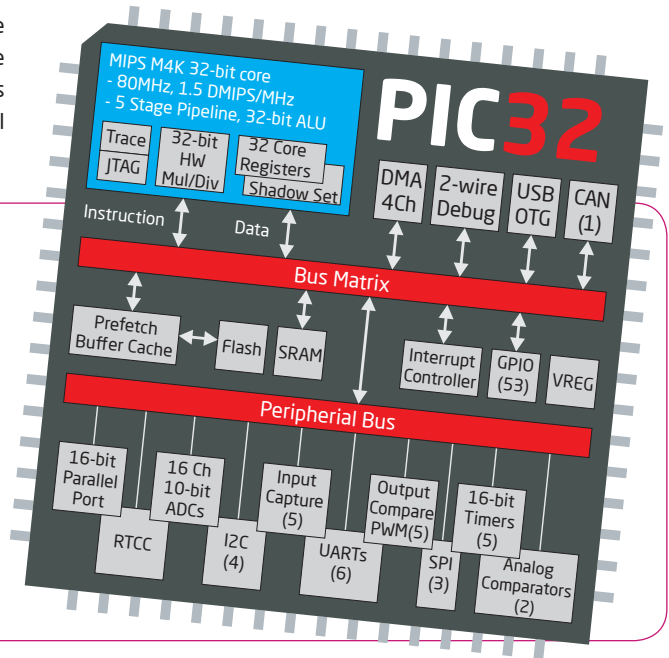 e
e
s
l
MIPS M4K 32-bit core
- 80MHz, 1.5 DMIPS/MHz
- 5 Stage Pipeline, 32-bit ALU
Trace
JTAG
32-bit
HW
Mul/Div
32 Core
Registers
Shadow Set
PIC32
DMA
4Ch
2-wire
Debug
USB
OTG
CAN
(1)
Instruction
Data
Bus Matrix
Prefetch
Buffer Cache
Flash
SRAM
Interrupt
Controller
GPIO
(53)
VREG
Peripherial Bus
16-bit
Parallel
Port
RTCC
16 Ch
10-bit
ADCs
I2C
(4)
Input
Capture
(5)
UARTs
(6)
Output
Compare
PWM(5)
SPI
(3)
16-bit
Timers
(5)
Analog
Comparators
(2)